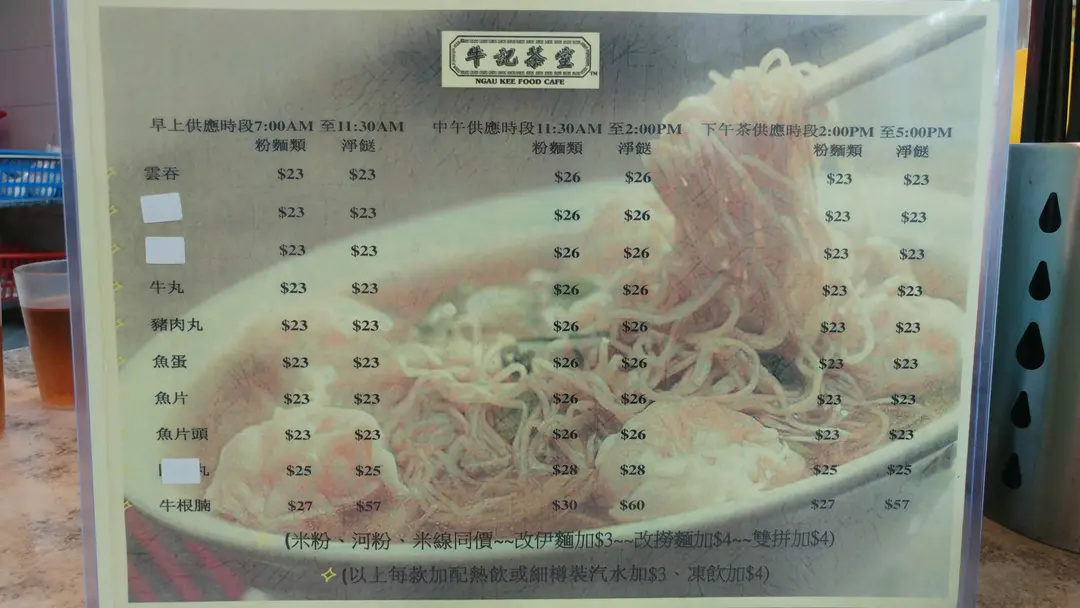 牛記茶堂
NGAU KEE FOOD CAFE TM
早上供應時段7:00AM 至11:30AM 中午供應時段11:30AM 至2:00PM 下午茶供應時段2:00PM 至5:00PM
粉麵類 淨餸 粉麵類 淨餸 粉麵類 淨餸
雲吞 $23 $23 $26 $26 $23 $23
$23 $23 $26 $26 $23 $23
$23 $23 $26 $26 $23 $23
牛丸 $23 $23 $26 $26 $23 $23
豬肉丸 $23 $23 $26 $26 $23 $23
魚蛋 $23 $23 $26 $26 $23 $23
魚片 $23 $23 $26 $26 $23 $23
魚片頭 $23 $23 $26 $26 $23 $23
丸 $25 $25 $28 $28 $25 $25
牛根腩 $27 $57 $30 $60 $27 $57
(米粉、河粉、米線同價~~改伊麵加$3~~改撈麵加$4~~雙拼加$4)
(以上每款加配熱飲或細樽裝汽水加$3、凍飲加$4)